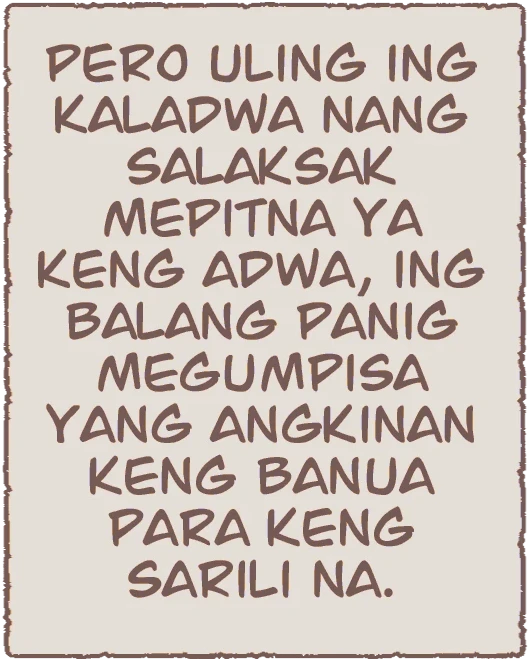 PERO ULING ING
KALADWA NANG
SALAKSAK
MEPITNA YA
KENG ADWA, ING
BALANG PANIG
MEGUMPISA
YANG ANGKINAN
KENG BANUA
PARA KENG
SARILI NA.